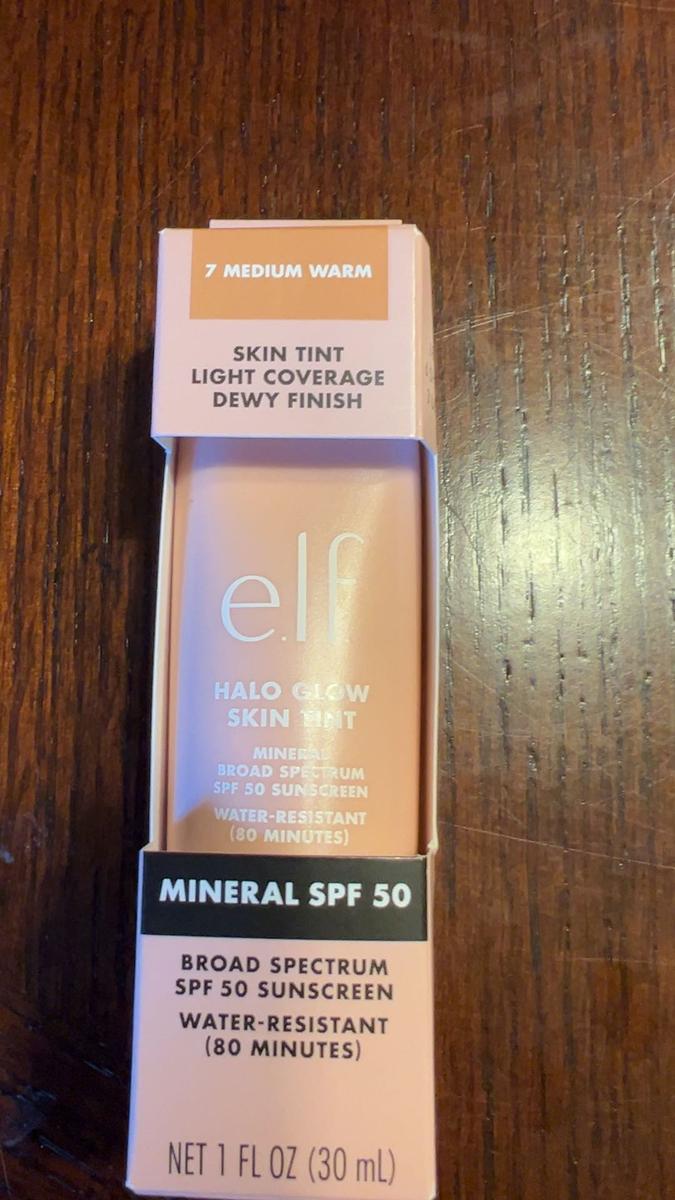 7 MEDIUM WARM
SKIN TINT
LIGHT COVERAGE
DEWY FINISH
e.l.f.
HALO GLOW
SKIN TINT
MINERAL
BROAD SPECTRUM
SPF 50 SUNSCREEN
WATER-RESISTANT
(80 MINUTES)
MINERAL SPF 50
BROAD SPECTRUM
SPF 50 SUNSCREEN
WATER-RESISTANT
(80 MINUTES)
NET 1 FL OZ (30 mL)